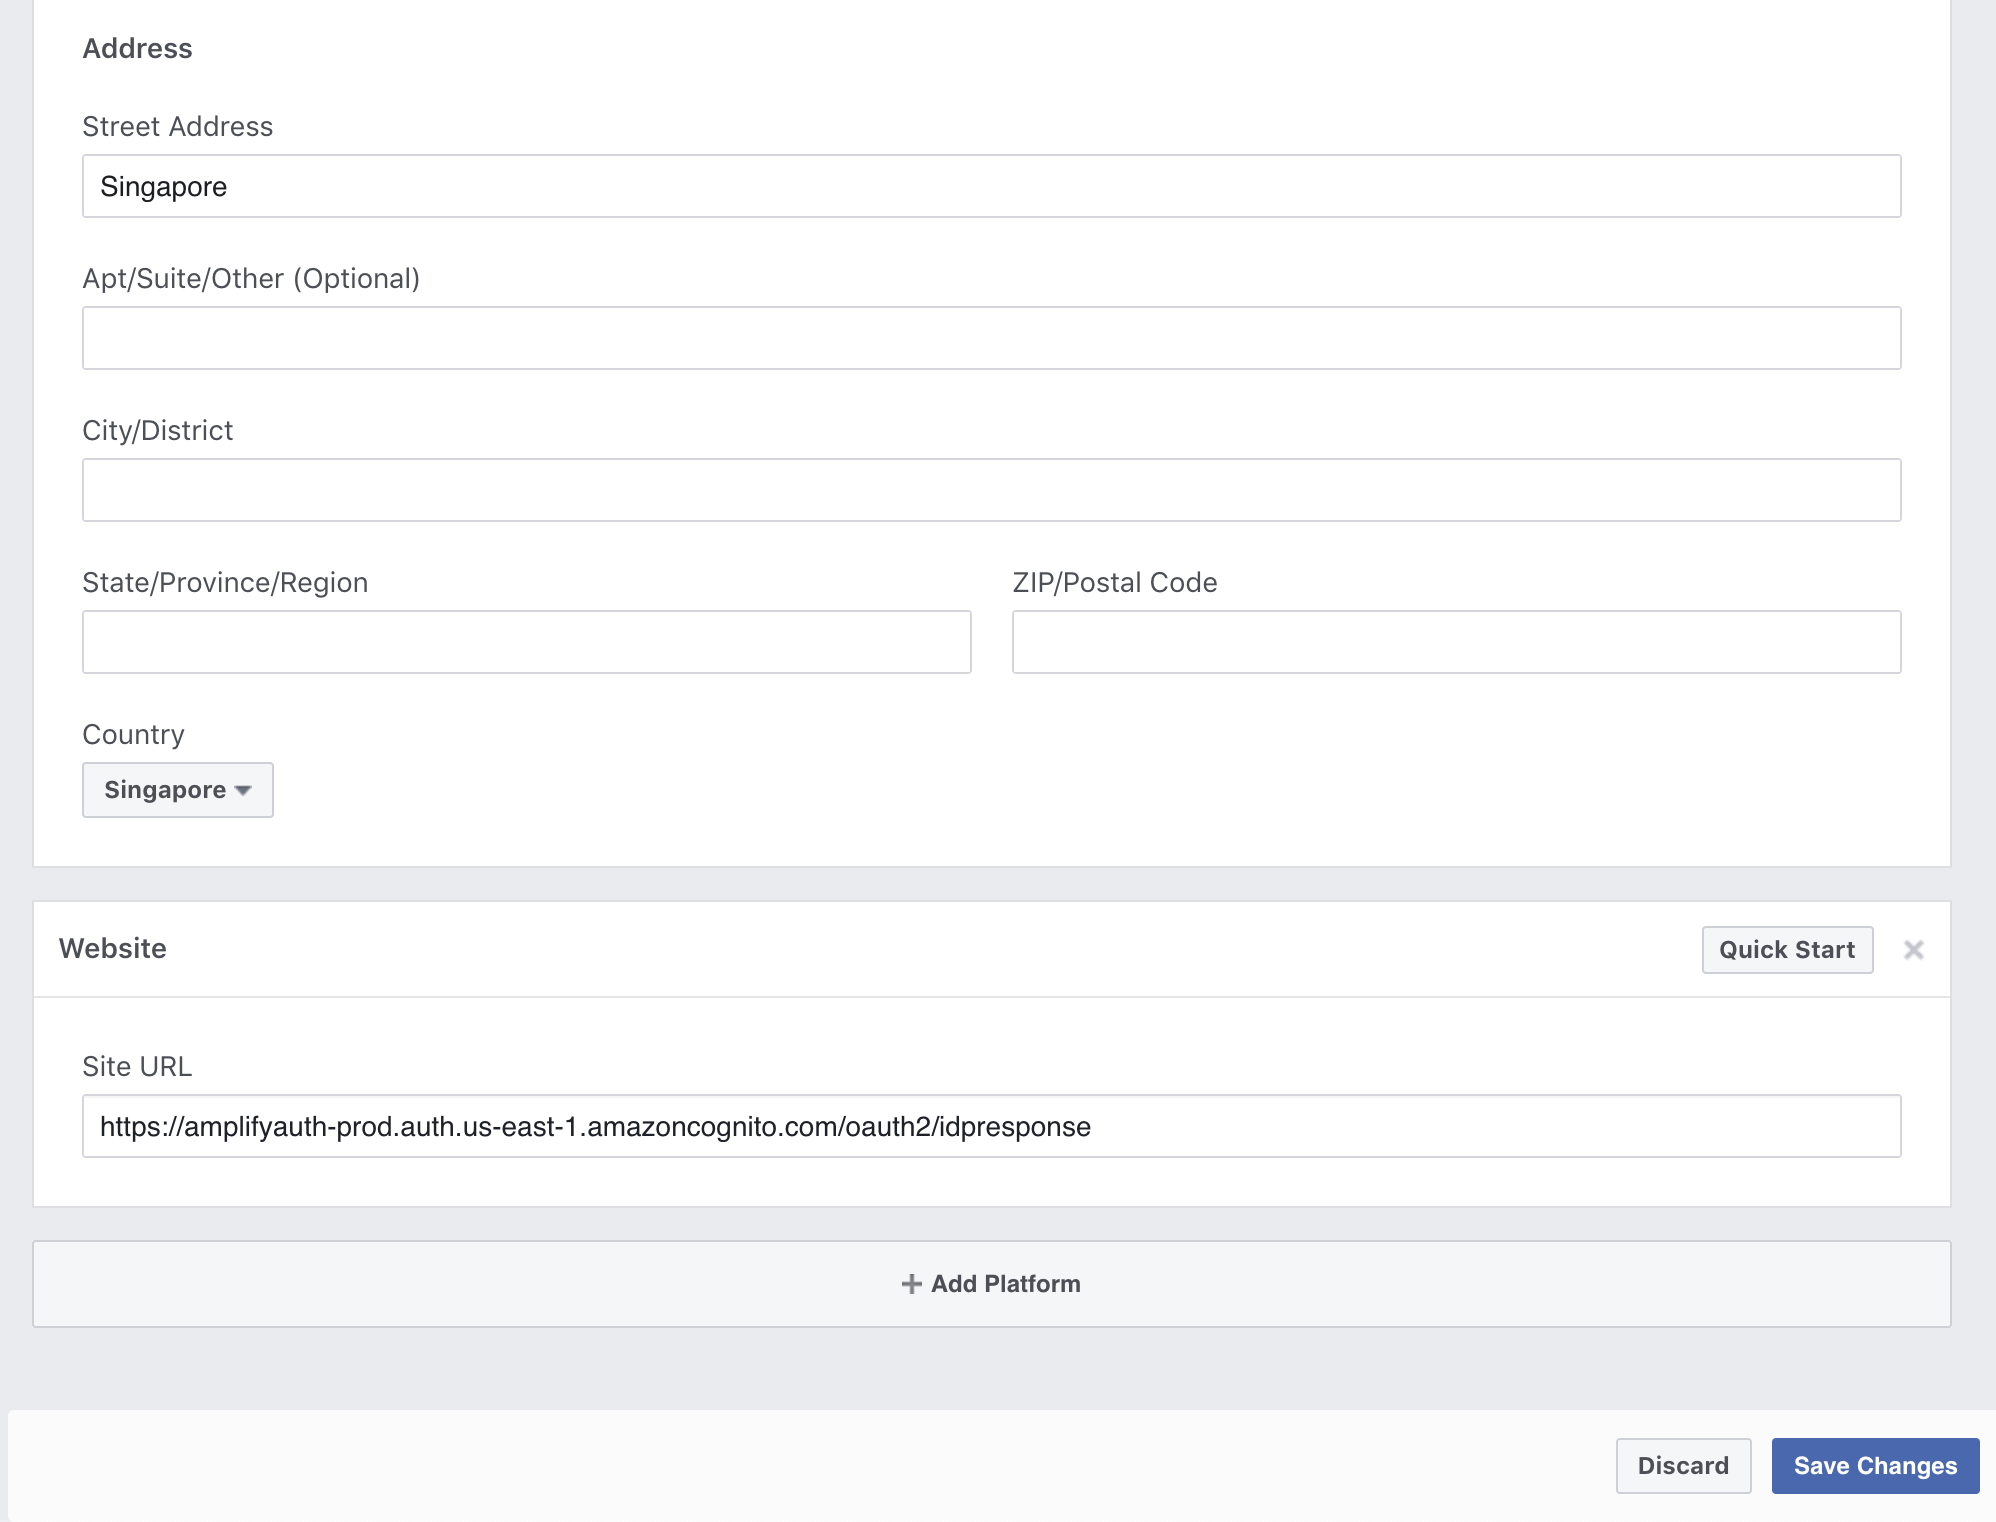 Address
Street Address
Singapore
Apt/Suite/Other (Optional)
City/District
State/Province/Region
ZIP/Postal Code
Country
Singapore
Website
Quick Start
Site URL
https://amplifyauth-prod.auth.us-east-1.amazoncognito.com/oauth2/idpresponse
Add Platform
Discard
Save Changes